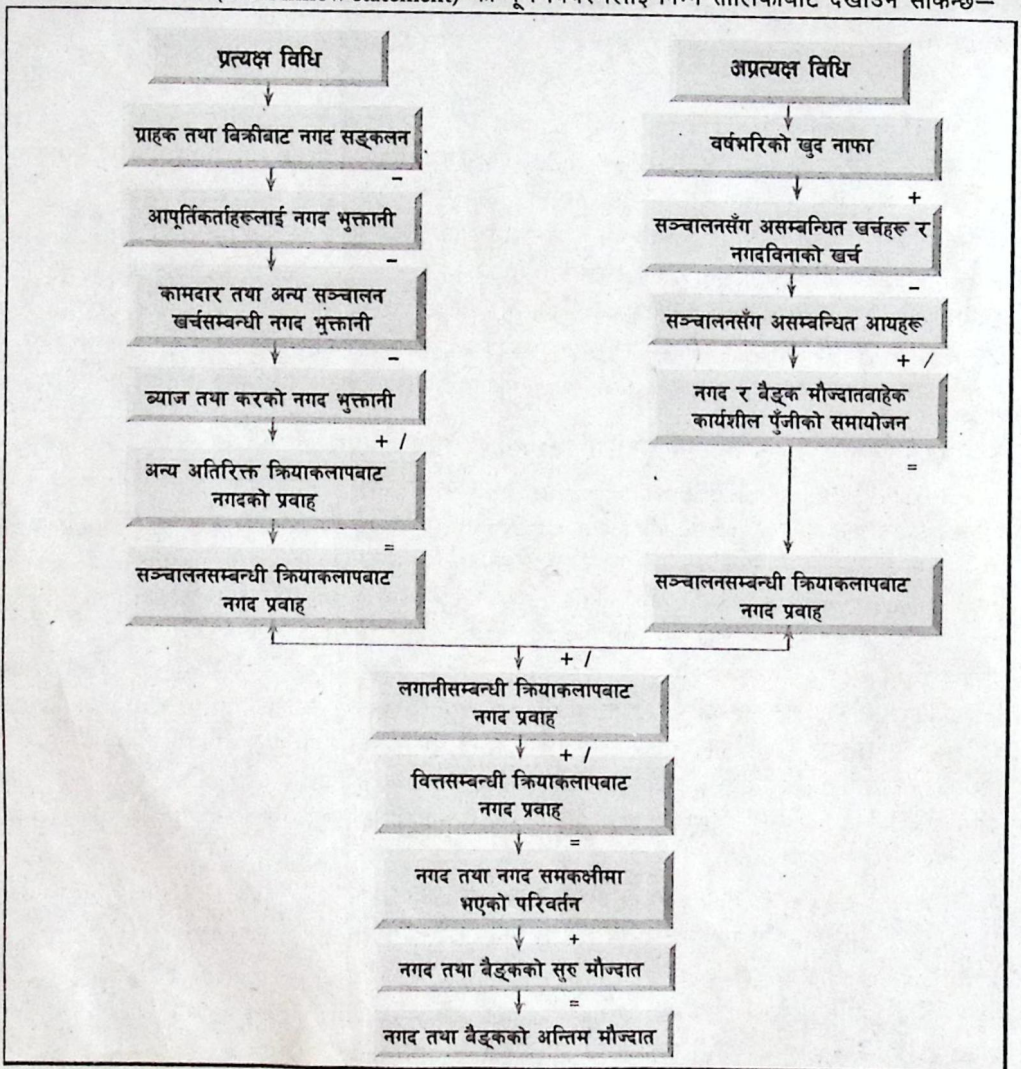 प्रत्यक्ष विधि
ग्राहक तथा बिक्रीबाट नगद सङ्कलन
−
आपूर्तिकर्ताहरूलाई नगद भुक्तानी
−
कामदार तथा अन्य सञ्चालन
खर्चसम्बन्धी नगद भुक्तानी
−
ब्याज तथा करको नगद भुक्तानी
+ /
अन्य अतिरिक्त क्रियाकलापबाट
नगदको प्रवाह
=
सञ्चालनसम्बन्धी क्रियाकलापबाट
नगद प्रवाह
अप्रत्यक्ष विधि
वर्षभरिको खुद नाफा
+
सञ्चालनसँग असम्बन्धित खर्चहरू र
नगदविनाको खर्च
−
सञ्चालनसँग असम्बन्धित आयहरू
+ /
नगद र बैङ्क मौज्दातबाहेक
कार्यशील पुँजीको समायोजन
=
सञ्चालनसम्बन्धी क्रियाकलापबाट
नगद प्रवाह
+ /
लगानीसम्बन्धी क्रियाकलापबाट
नगद प्रवाह
+ /
वित्तसम्बन्धी क्रियाकलापबाट
नगद प्रवाह
=
नगद तथा नगद समकक्षीमा
भएको परिवर्तन
+
नगद तथा बैङ्कको सुरु मौज्दात
=
नगद तथा बैङ्कको अन्तिम मौज्दात